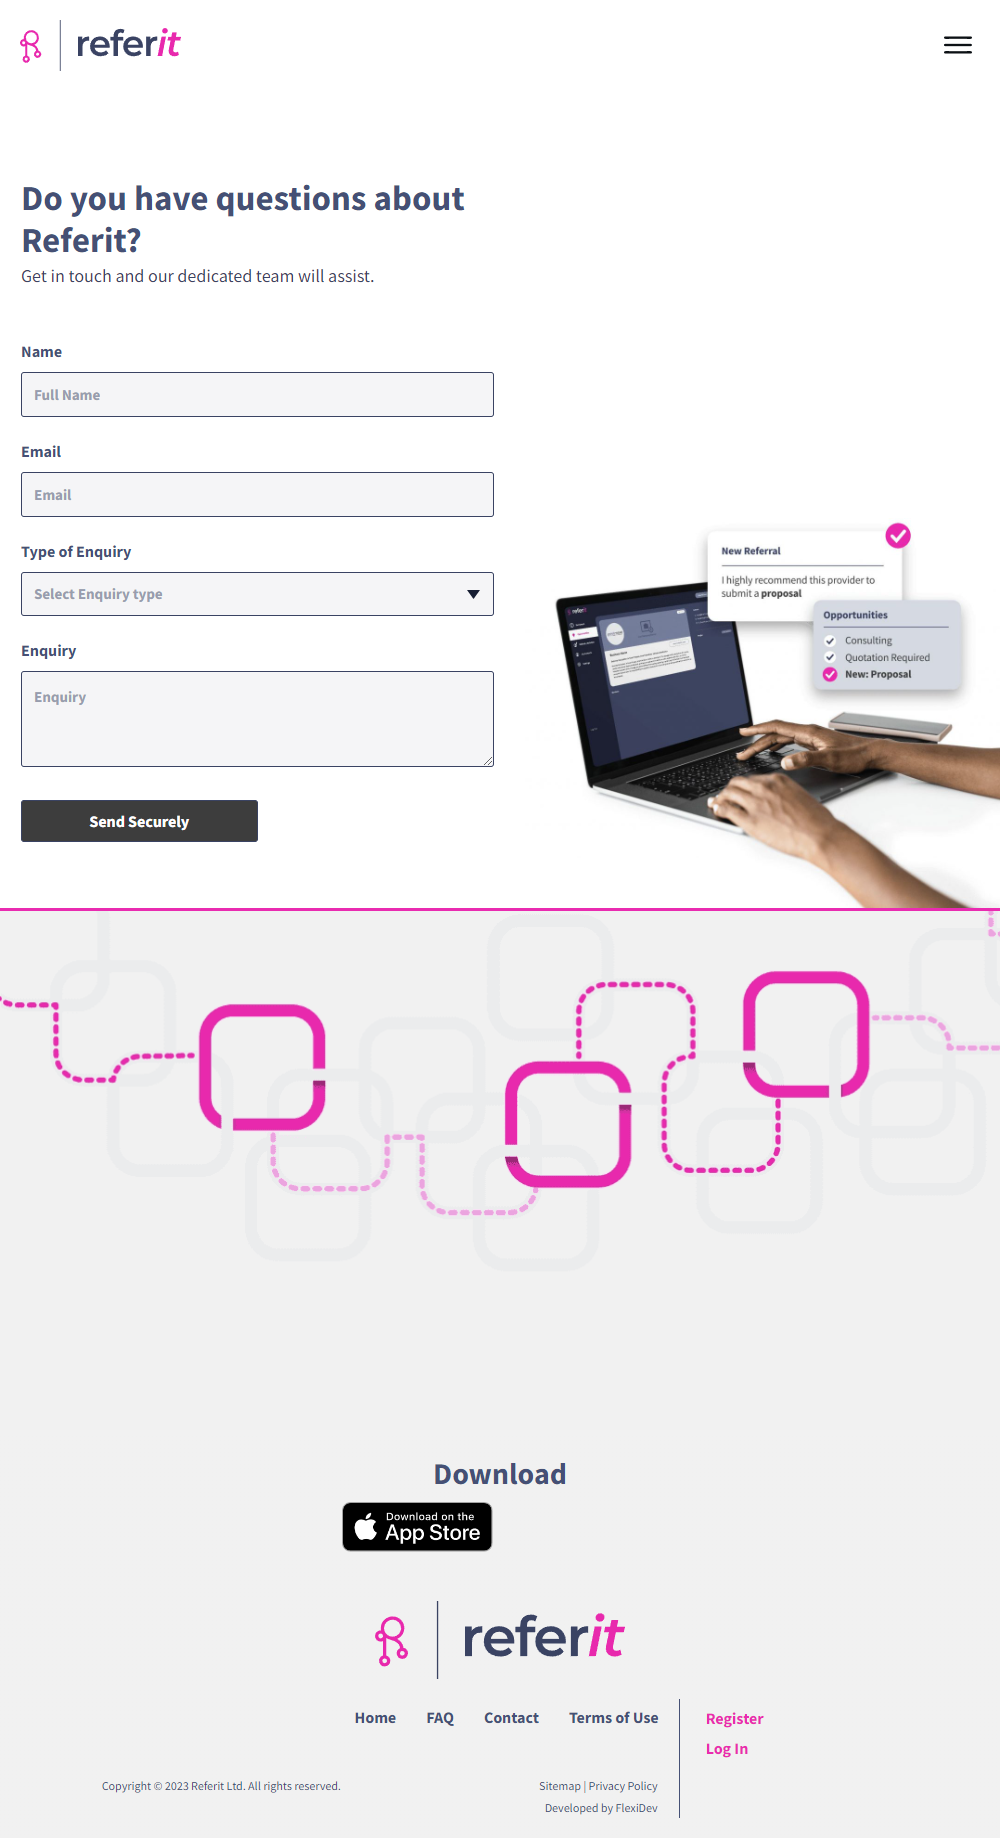 referit
Do you have questions about
Referit?
Get in touch and our dedicated team will assist.
Name
Full Name
Email
Email
Type of Enquiry
Select Enquiry type
Enquiry
Enquiry
Send Securely
New Referral
I highly recommend this provider to
submit a proposal
Opportunities
Consulting
Quotation Required
New: Proposal
referit
Download
Download on the
App Store
referit
Home FAQ Contact Terms of Use
Register
Log In
Copyright © 2023 Referit Ltd. All rights reserved.
Sitemap | Privacy Policy
Developed by FlexiDev